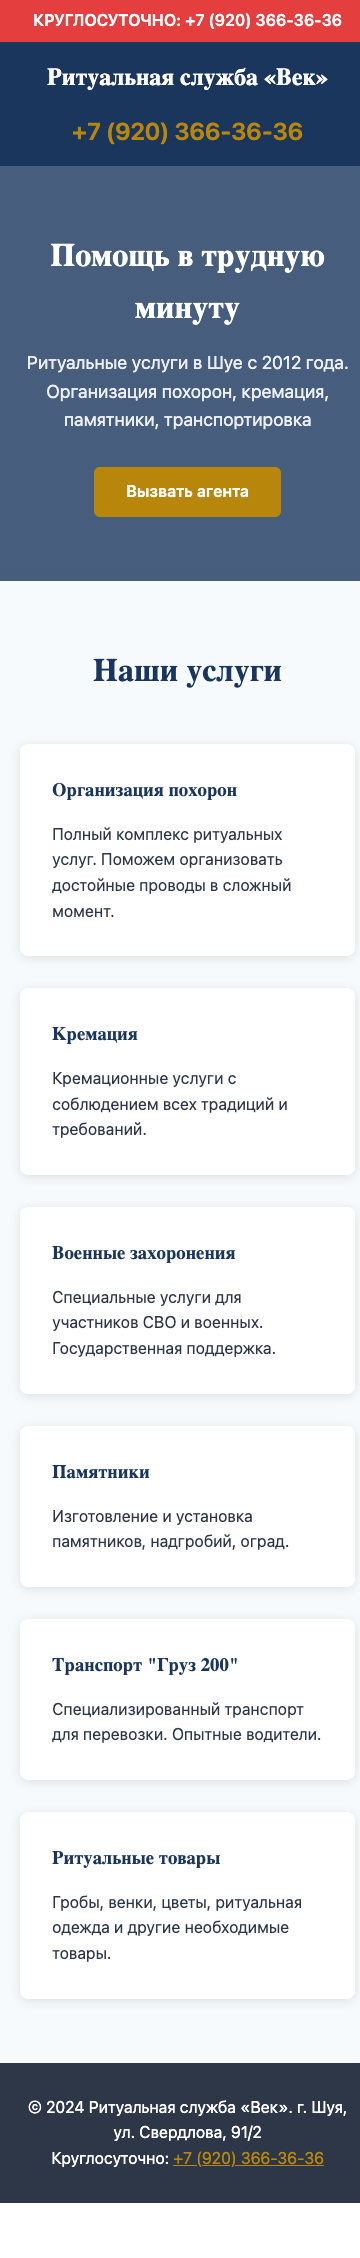 КРУГЛОСУТОЧНО: +7 (920) 366-36-36
Ритуальная служба «Век»
+7 (920) 366-36-36
Помощь в трудную
минуту
Ритуальные услуги в Шуе с 2012 года.
Организация похорон, кремация,
памятники, транспортировка
Вызвать агента
Наши услуги
Организация похорон
Полный комплекс ритуальных
услуг. Поможем организовать
достойные проводы в сложный
момент.
Кремация
Кремационные услуги с
соблюдением всех традиций и
требований.
Военные захоронения
Специальные услуги для
участников СВО и военных.
Государственная поддержка.
Памятники
Изготовление и установка
памятников, надгробий, оград.
Транспорт "Груз 200"
Специализированный транспорт
для перевозки. Опытные водители.
Ритуальные товары
Гробы, венки, цветы, ритуальная
одежда и другие необходимые
товары.
© 2024 Ритуальная служба «Век». г. Шуя,
ул. Свердлова, 91/2
Круглосуточно: +7 (920) 366-36-36